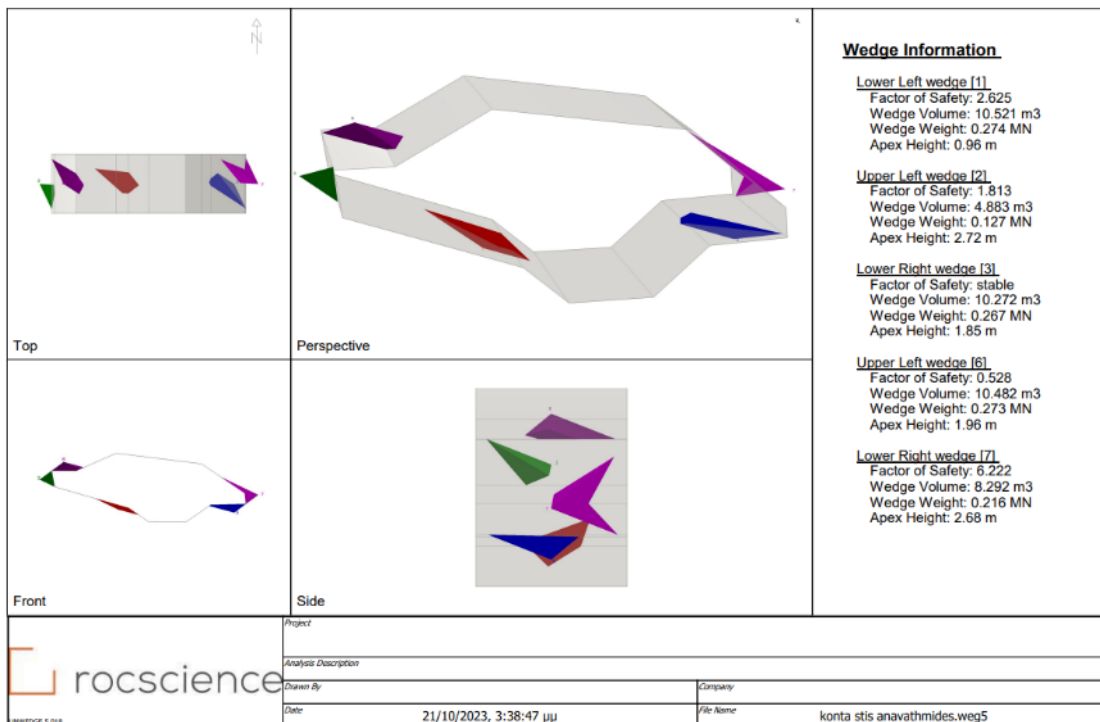 N
Top
Perspective
Front
Side
Wedge Information
Lower Left wedge [1]
Factor of Safety: 2.625
Wedge Volume: 10.521 m3
Wedge Weight: 0.274 MN
Apex Height: 0.96 m
Upper Left wedge [2]
Factor of Safety: 1.813
Wedge Volume: 4.883 m3
Wedge Weight: 0.127 MN
Apex Height: 2.72 m
Lower Right wedge [3]
Factor of Safety: stable
Wedge Volume: 10.272 m3
Wedge Weight: 0.267 MN
Apex Height: 1.85 m
Upper Left wedge [6]
Factor of Safety: 0.528
Wedge Volume: 10.482 m3
Wedge Weight: 0.273 MN
Apex Height: 1.96 m
Lower Right wedge [7]
Factor of Safety: 6.222
Wedge Volume: 8.292 m3
Wedge Weight: 0.216 MN
Apex Height: 2.68 m
rocscience
Project
Analysis Description
Drawn By
Company
Date
21/10/2023, 3:38:47 μμ
File Name
konta stis anavathmides.weg5